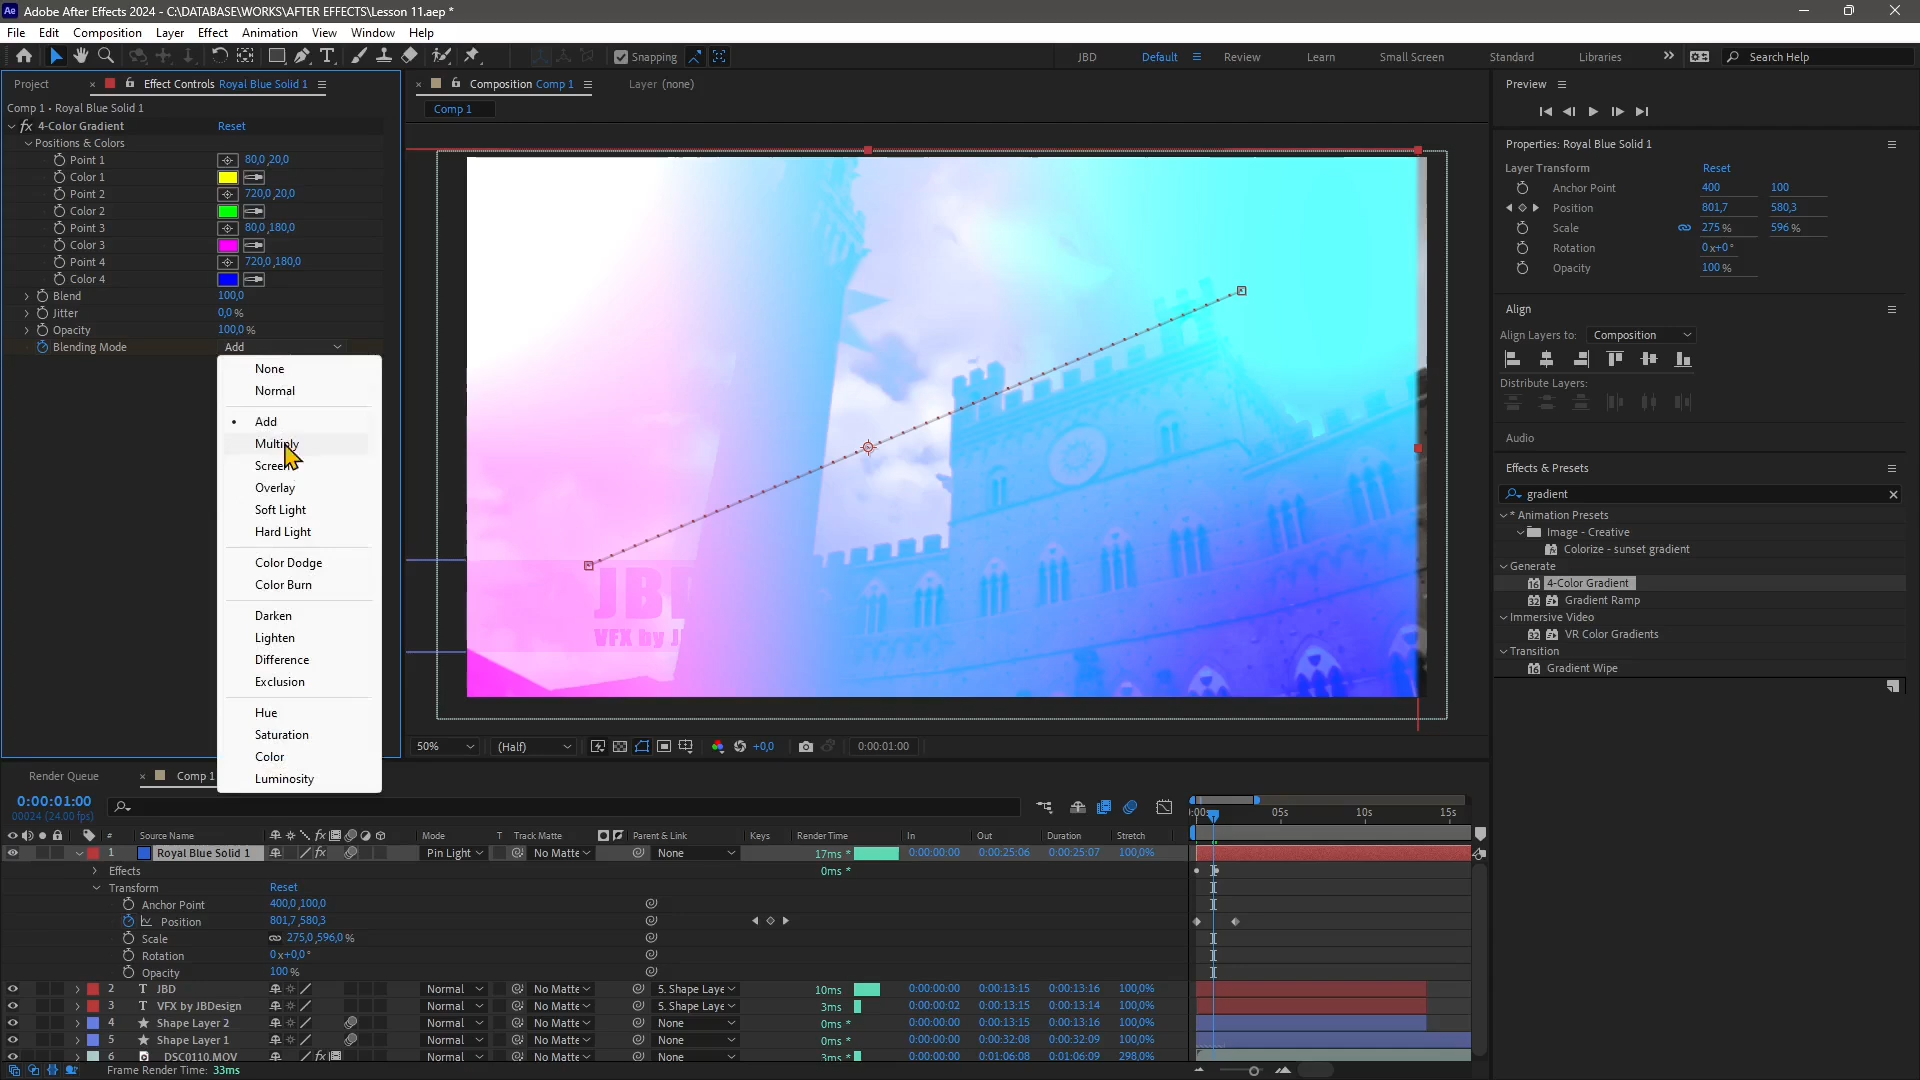 Adobe After Effects 2024 - C:\DATABASE\WORKS\AFTER EFFECTS\Lesson 11.aep *
File Edit Composition Layer Effect Animation View Window Help
Snapping
JBD Default Review Learn Small Screen Standard Libraries Search Help
Project Effect Controls Royal Blue Solid 1
Composition Comp 1 Layer (none)
Preview
Comp 1 • Royal Blue Solid 1
Comp 1
4-Color Gradient Reset
Positions & Colors
Point 1 80,0,20,0
Color 1
Point 2 720,0,20,0
Color 2
Point 3 80,0,180,0
Color 3
Point 4 720,0,180,0
Color 4
Blend 100,0
Jitter 0,0 %
Opacity 100,0 %
Blending Mode Add
None
Normal
Add
Multiply
Screen
Overlay
Soft Light
Hard Light
Color Dodge
Color Burn
Darken
Lighten
Difference
Exclusion
Hue
Saturation
Color
Luminosity
JBD
VFX by J
50% (Half) +0,0 0:00:01:00
Properties: Royal Blue Solid 1
Layer Transform Reset
Anchor Point 400 100
Position 801,7 580,3
Scale 275 % 596 %
Rotation 0 x+0 °
Opacity 100 %
Align
Align Layers to: Composition
Distribute Layers:
Audio
Effects & Presets
gradient
* Animation Presets
Image - Creative
Colorize - sunset gradient
Generate
4-Color Gradient
Gradient Ramp
Immersive Video
VR Color Gradients
Transition
Gradient Wipe
Render Queue Comp 1
0:00:01:00
00024 (24.00 fps)
0:00s 05s 10s 15s
# Source Name Mode T Track Matte Parent & Link Keys Render Time In Out Duration Stretch
1 Royal Blue Solid 1 Pin Light No Matte None 17ms * 0:00:00:00 0:00:25:06 0:00:25:07 100,0%
Effects 0ms *
Transform Reset
Anchor Point 400,0,100,0
Position 801,7,580,3
Scale 275,0,596,0 %
Rotation 0 x+0,0 °
Opacity 100 %
2 T JBD Normal No Matte 5. Shape Laye 10ms 0:00:00:00 0:00:13:15 0:00:13:16 100,0%
3 T VFX by JBDesign Normal No Matte 5. Shape Laye 3ms 0:00:00:02 0:00:13:15 0:00:13:14 100,0%
4 Shape Layer 2 Normal No Matte None 0ms * 0:00:00:00 0:00:13:15 0:00:13:16 100,0%
5 Shape Layer 1 Normal No Matte None 0ms * 0:00:00:00 0:00:32:08 0:00:32:09 100,0%
6 DSC0110.MOV Normal No Matte None 3ms * 0:00:00:00 0:01:06:08 0:01:06:09 298,0%
Frame Render Time: 33ms